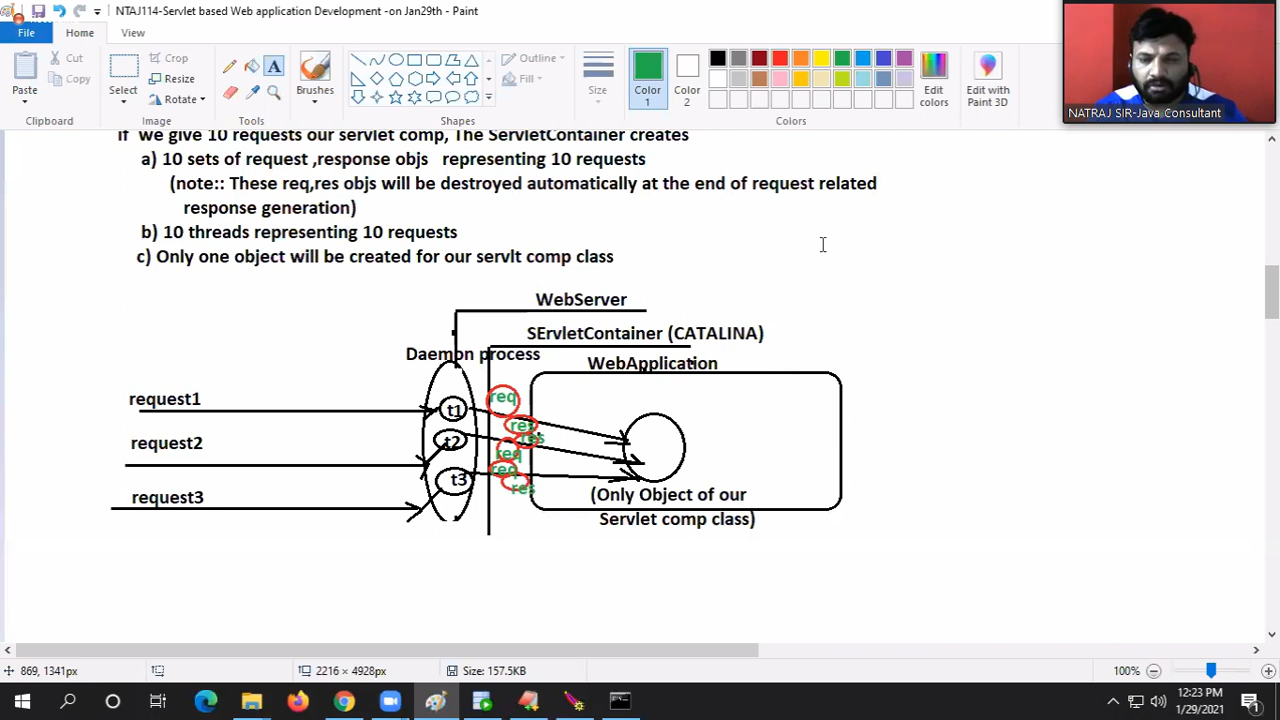 NTAJ114-Servlet based Web application Development -on Jan29th - Paint
File Home View
Paste Cut Copy
Select Crop Resize Rotate
Brushes
Outline Fill
Size
Color 1
Color 2
Edit colors
Edit with Paint 3D
Clipboard Image Tools Shapes Colors
NATRAJ SIR-Java Consultant
If we give 10 requests our servlet comp, The ServletContainer creates
a) 10 sets of request ,response objs representing 10 requests
(note:: These req,res objs will be destroyed automatically at the end of request related
response generation)
b) 10 threads representing 10 requests
c) Only one object will be created for our servlt comp class
WebServer
SErvletContainer (CATALINA)
Daemon process
WebApplication
request1
t1
req
res
request2
t2
res
req
request3
t3
req
res
(Only Object of our
Servlet comp class)
869, 1341px 2216 × 4928px Size: 157.5KB 100%
12:23 PM
1/29/2021
1